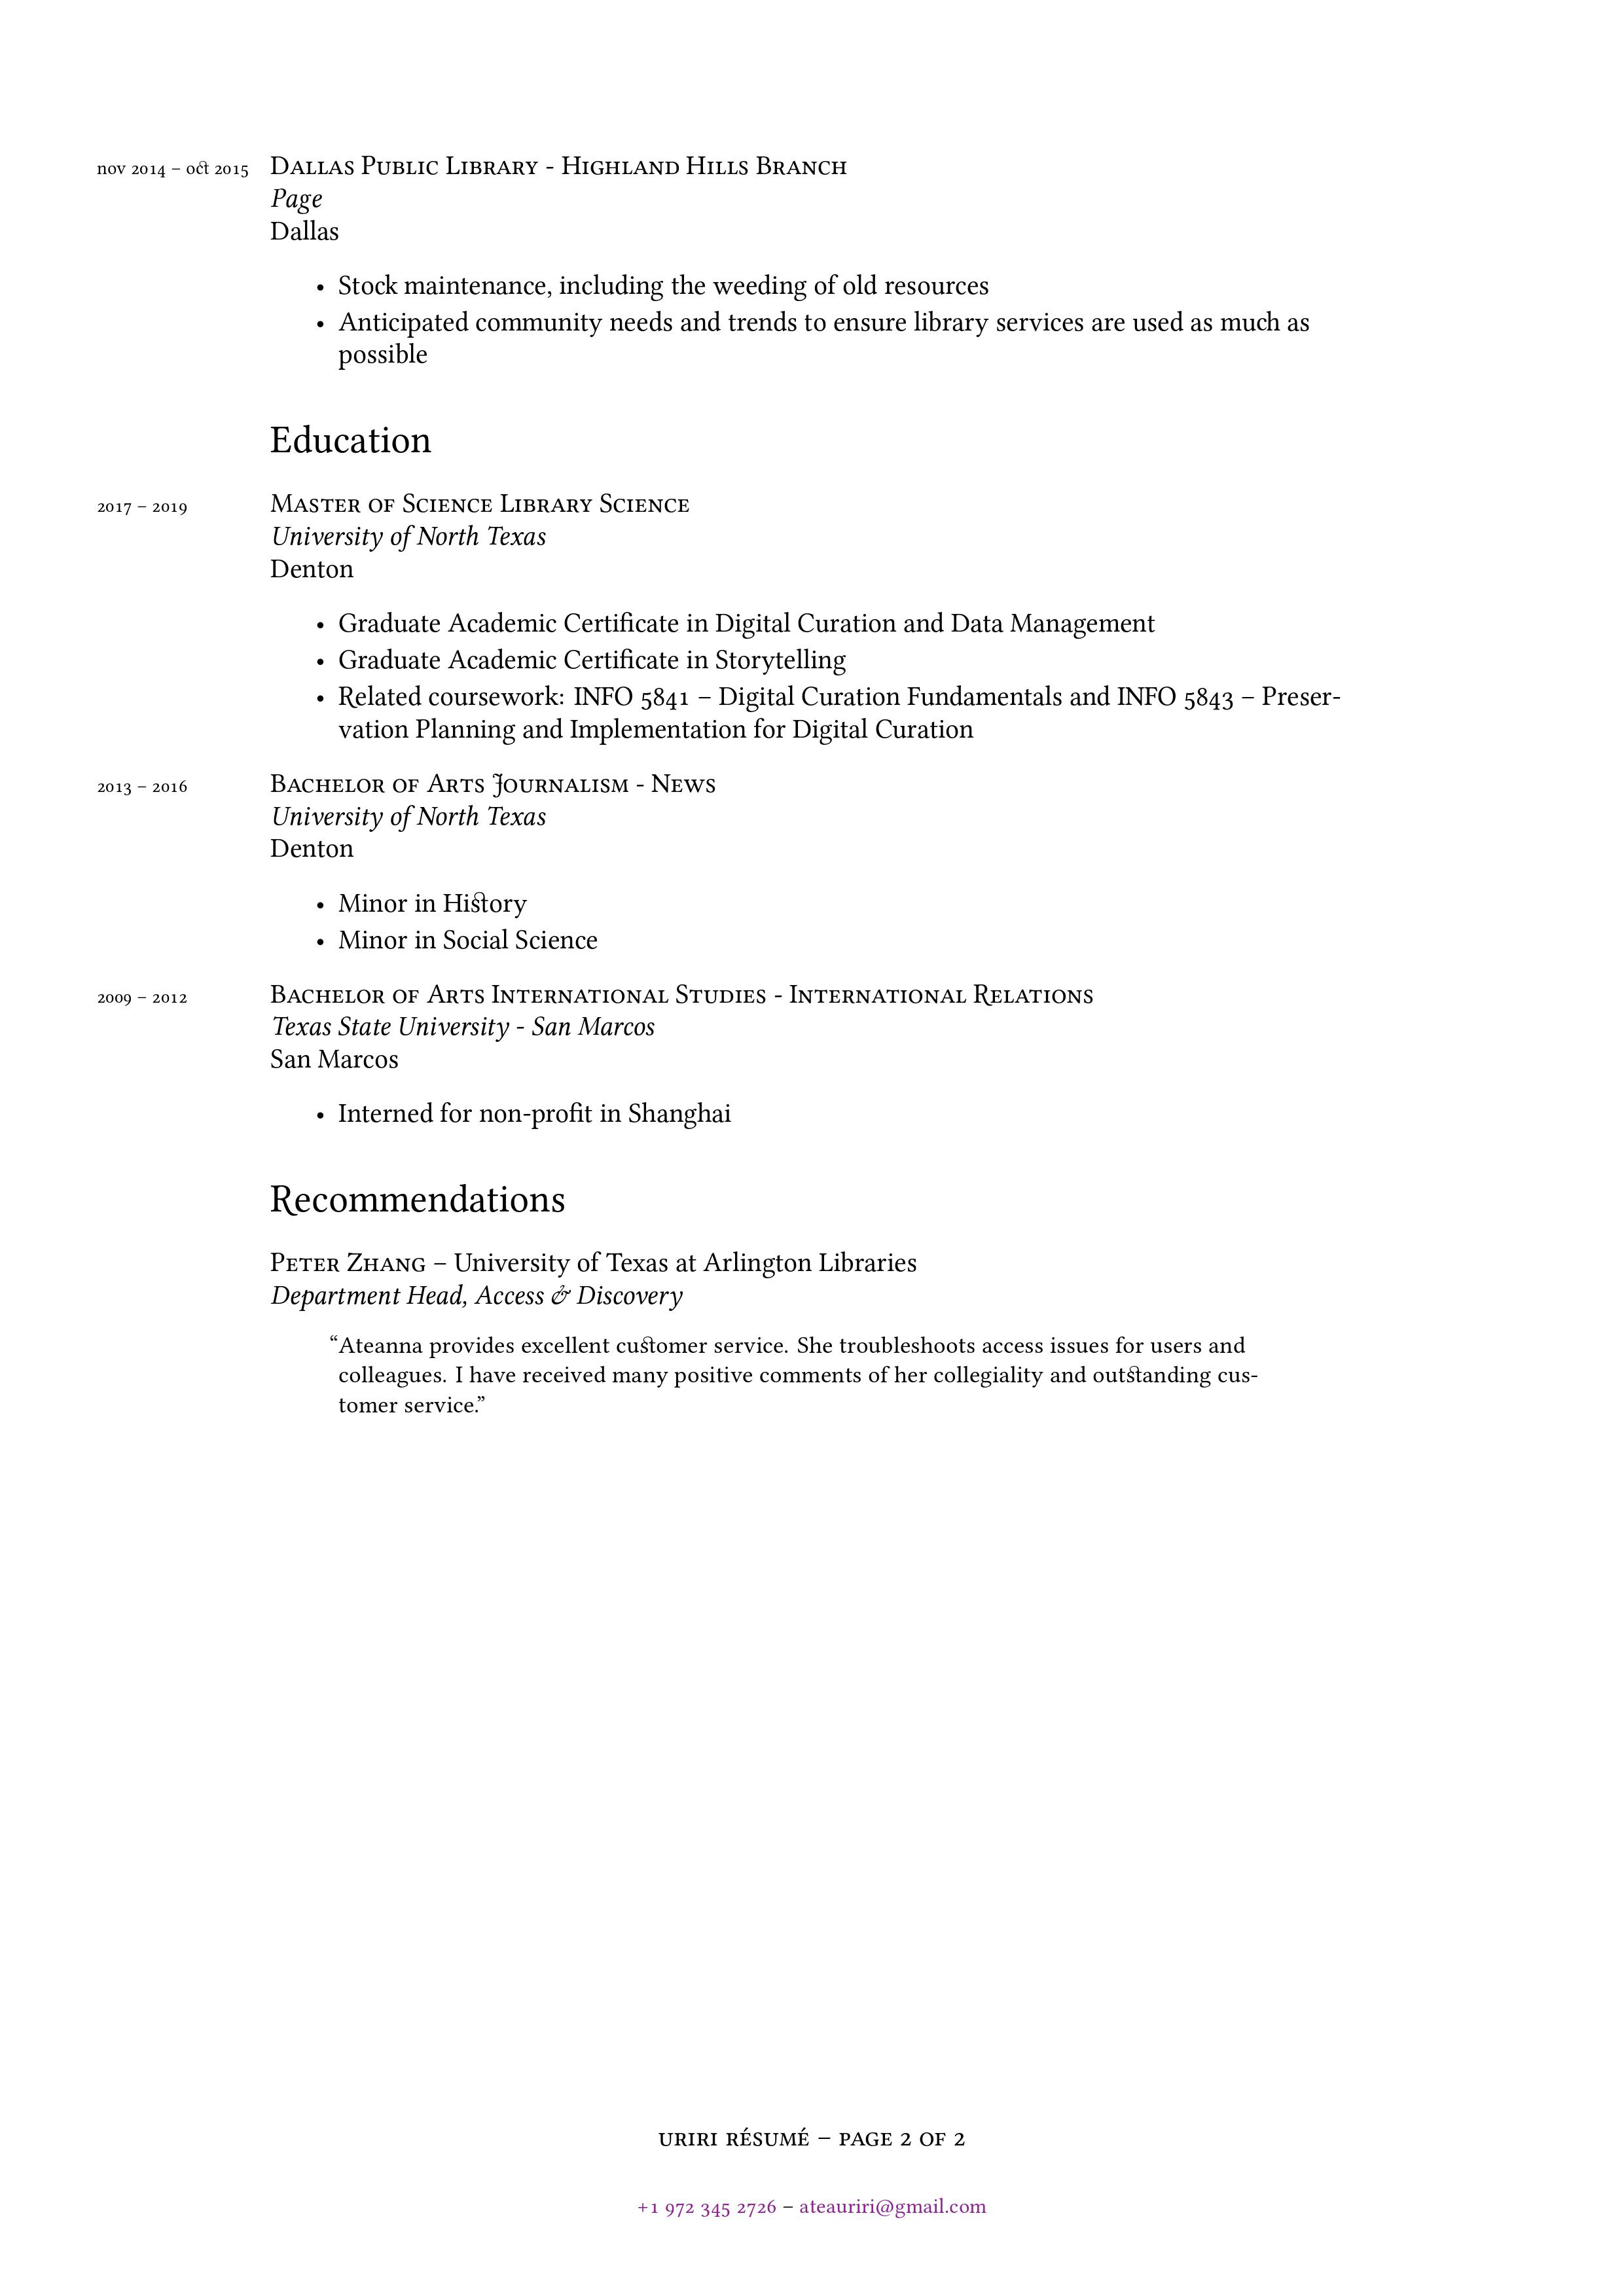 nov 2014 – oct 2015 Dallas Public Library - Highland Hills Branch
Page
Dallas
• Stock maintenance, including the weeding of old resources
• Anticipated community needs and trends to ensure library services are used as much as
possible
Education
2017 – 2019 Master of Science Library Science
University of North Texas
Denton
• Graduate Academic Certificate in Digital Curation and Data Management
• Graduate Academic Certificate in Storytelling
• Related coursework: INFO 5841 – Digital Curation Fundamentals and INFO 5843 – Preser-
vation Planning and Implementation for Digital Curation
2013 – 2016 Bachelor of Arts Journalism - News
University of North Texas
Denton
• Minor in History
• Minor in Social Science
2009 – 2012 Bachelor of Arts International Studies - International Relations
Texas State University - San Marcos
San Marcos
• Interned for non-profit in Shanghai
Recommendations
Peter Zhang – University of Texas at Arlington Libraries
Department Head, Access & Discovery
“Ateanna provides excellent customer service. She troubleshoots access issues for users and
colleagues. I have received many positive comments of her collegiality and outstanding cus-
tomer service.”
uriri résumé – page 2 of 2
+1 972 345 2726 – ateauriri@gmail.com